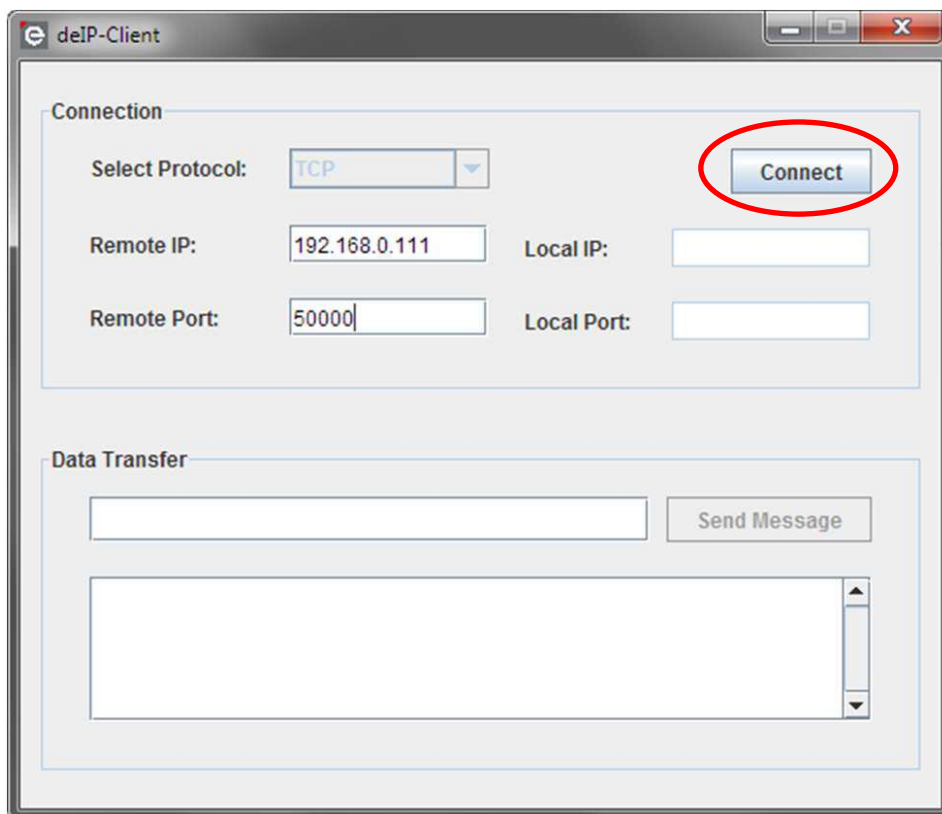 deIP-Client
Connection
Select Protocol: TCP Connect
Remote IP: 192.168.0.111 Local IP:
Remote Port: 50000 Local Port:
Data Transfer
Send Message